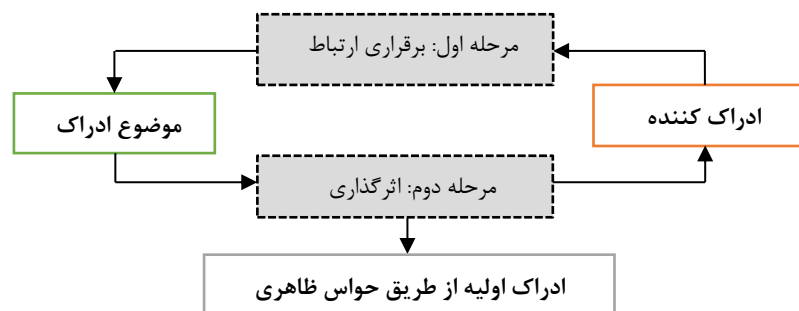 مرحله اول: برقراری ارتباط
ادراک کننده
موضوع ادراک
مرحله دوم: اثرگذاری
ادراک اولیه از طریق حواس ظاهری